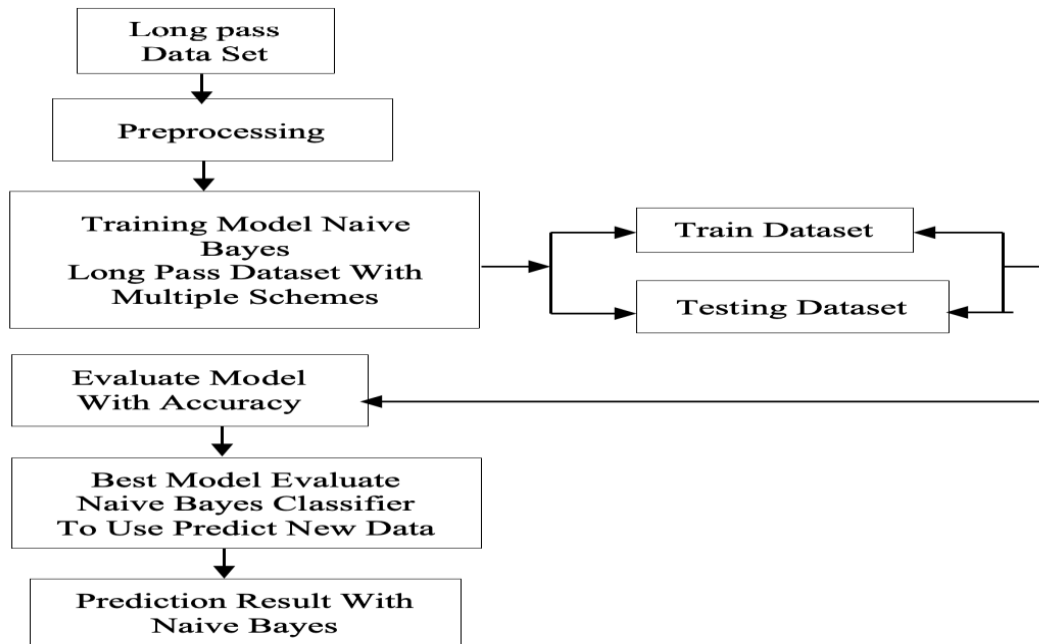 Long pass
Data Set
Preprocessing
Training Model Naive
Bayes
Long Pass Dataset With
Multiple Schemes
Train Dataset
Testing Dataset
Evaluate Model
With Accuracy
Best Model Evaluate
Naive Bayes Classifier
To Use Predict New Data
Prediction Result With
Naive Bayes